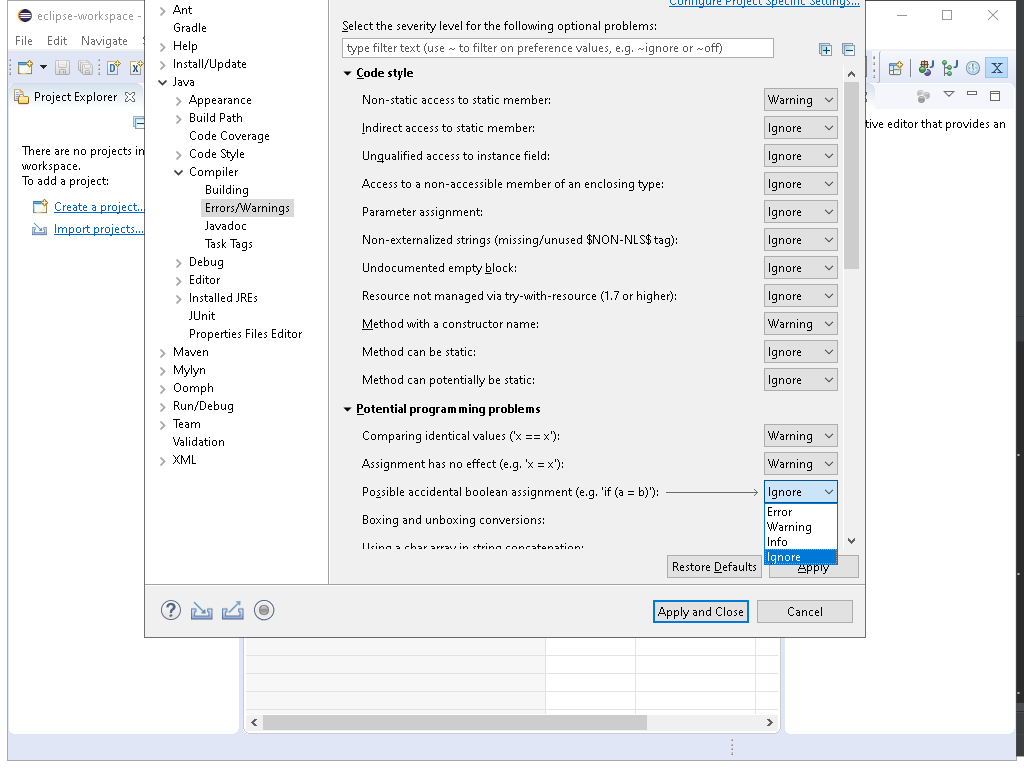 eclipse-workspace -
File Edit Navigate
Project Explorer
There are no projects in
workspace.
To add a project:
Create a project...
Import projects...
Ant
Gradle
Help
Install/Update
Java
Appearance
Build Path
Code Coverage
Code Style
Compiler
Building
Errors/Warnings
Javadoc
Task Tags
Debug
Editor
Installed JREs
JUnit
Properties Files Editor
Maven
Mylyn
Oomph
Run/Debug
Team
Validation
XML
Configure Project Specific Settings...
Select the severity level for the following optional problems:
type filter text (use ~ to filter on preference values, e.g. ~ignore or ~off)
Code style
Non-static access to static member: Warning
Indirect access to static member: Ignore
Unqualified access to instance field: Ignore
Access to a non-accessible member of an enclosing type: Ignore
Parameter assignment: Ignore
Non-externalized strings (missing/unused $NON-NLS$ tag): Ignore
Undocumented empty block: Ignore
Resource not managed via try-with-resource (1.7 or higher): Ignore
Method with a constructor name: Warning
Method can be static: Ignore
Method can potentially be static: Ignore
Potential programming problems
Comparing identical values ('x == x'): Warning
Assignment has no effect (e.g. 'x = x'): Warning
Possible accidental boolean assignment (e.g. 'if (a = b)'): Ignore
Error
Boxing and unboxing conversions:
Warning
Info
Using a char array in string concatenation:
Ignore
Restore Defaults Apply
Apply and Close Cancel
tive editor that provides an